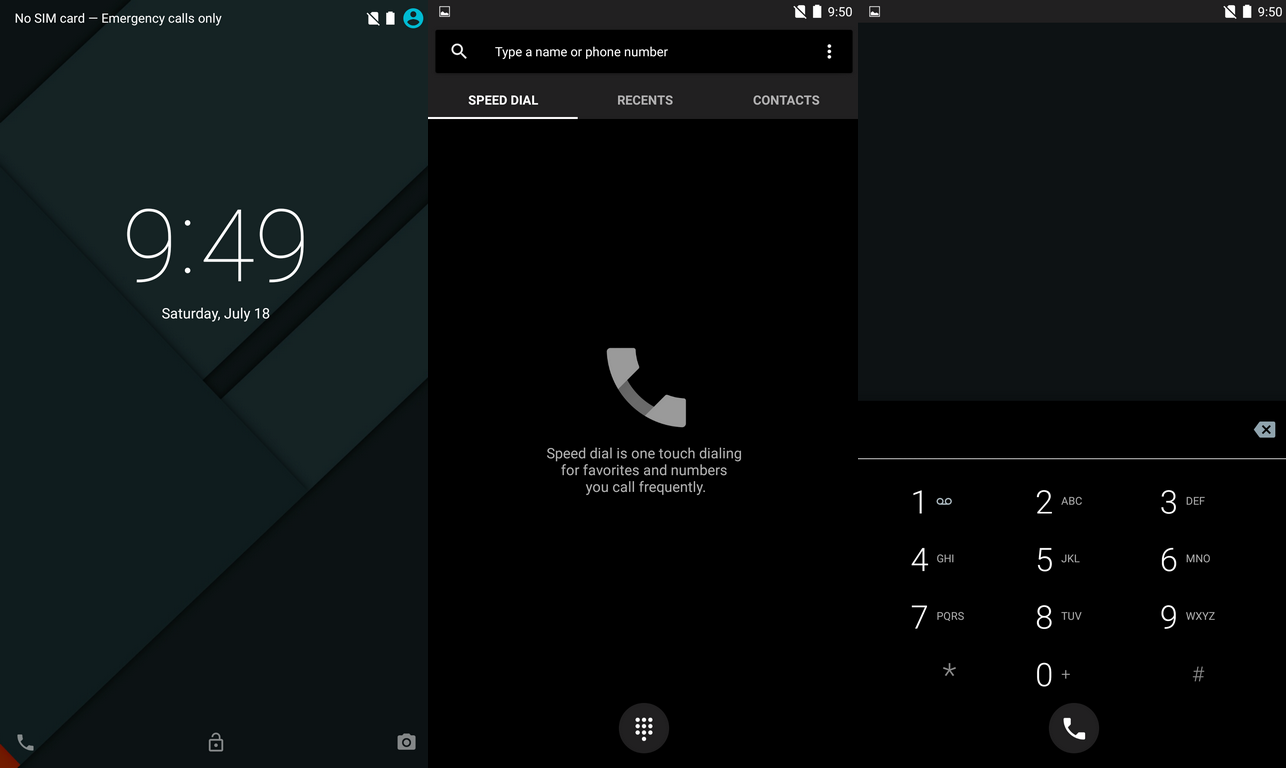 No SIM card — Emergency calls only
9:49
Saturday, July 18
9:50
Type a name or phone number
SPEED DIAL RECENTS CONTACTS
Speed dial is one touch dialing
for favorites and numbers
you call frequently.
9:50
1 2 ABC 3 DEF
4 GHI 5 JKL 6 MNO
7 PQRS 8 TUV 9 WXYZ
* 0 + #